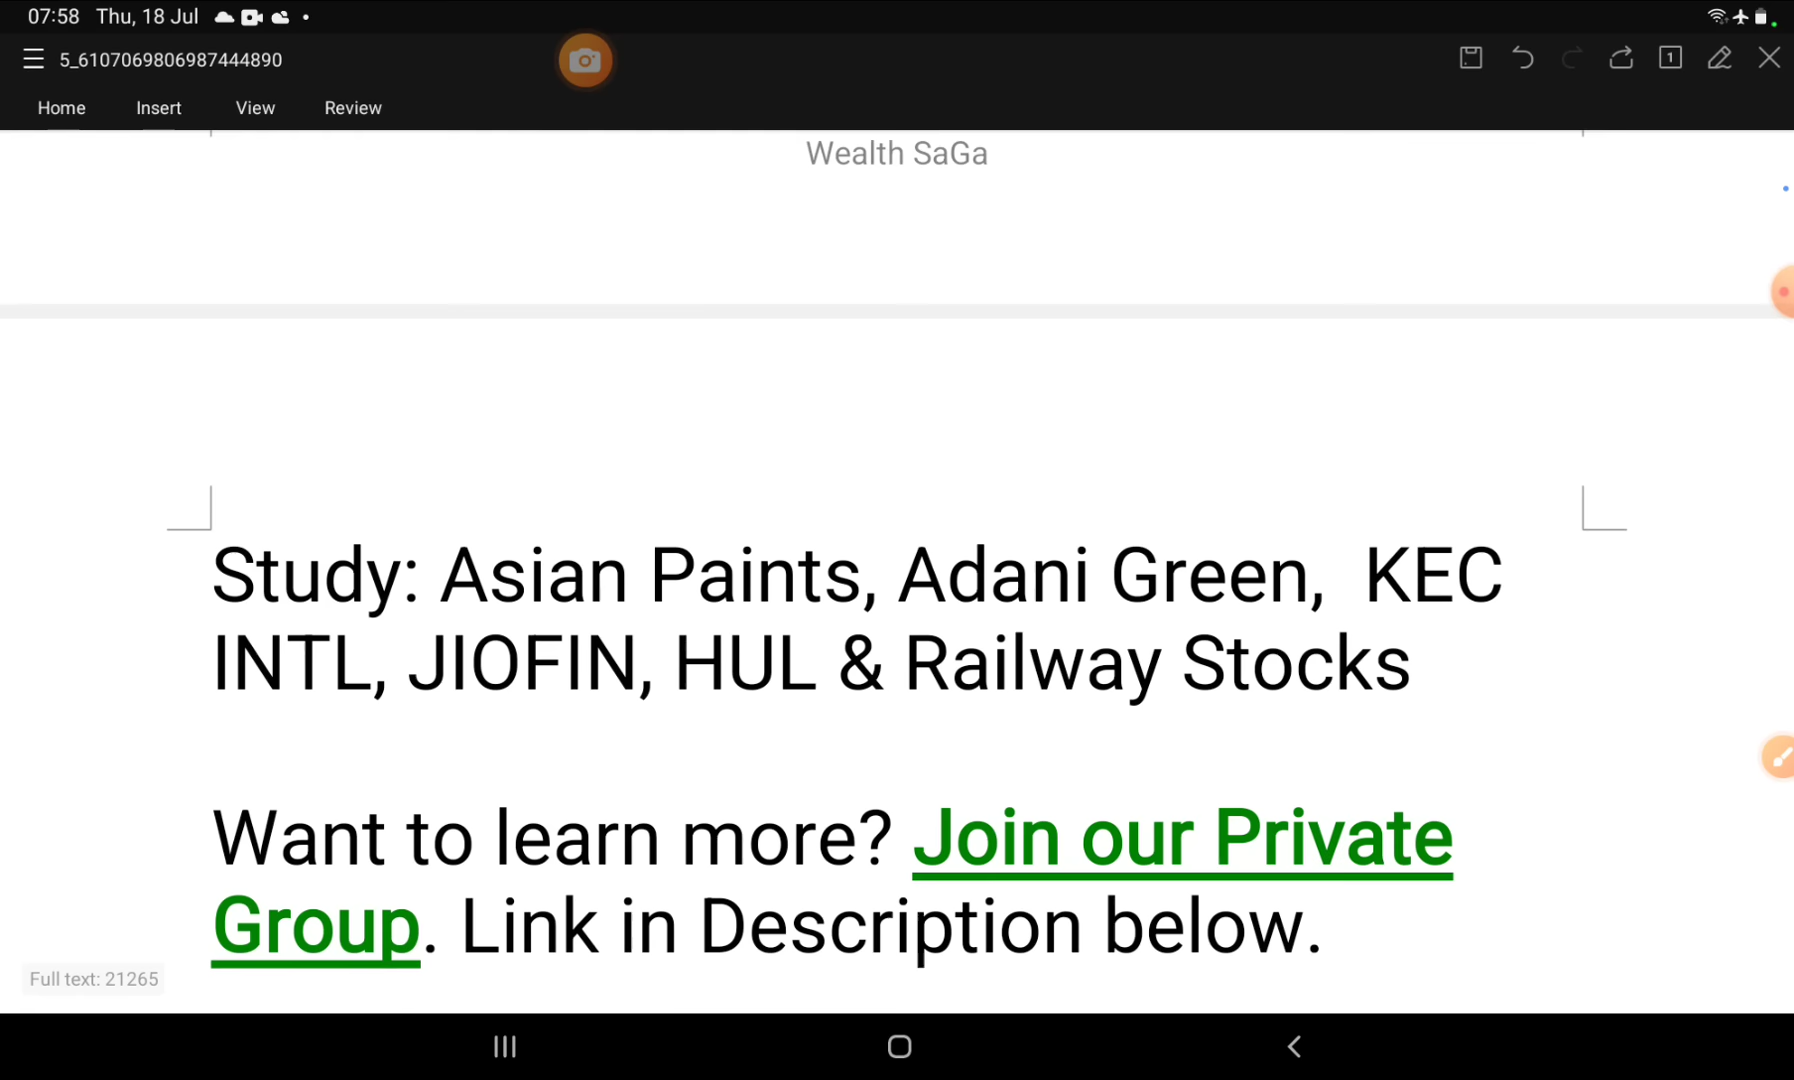 07:58 Thu, 18 Jul
5_6107069806987444890
1
Home Insert View Review
Wealth SaGa
Study: Asian Paints, Adani Green, KEC
INTL, JIOFIN, HUL & Railway Stocks
Want to learn more? Join our Private
Group. Link in Description below.
Full text: 21265